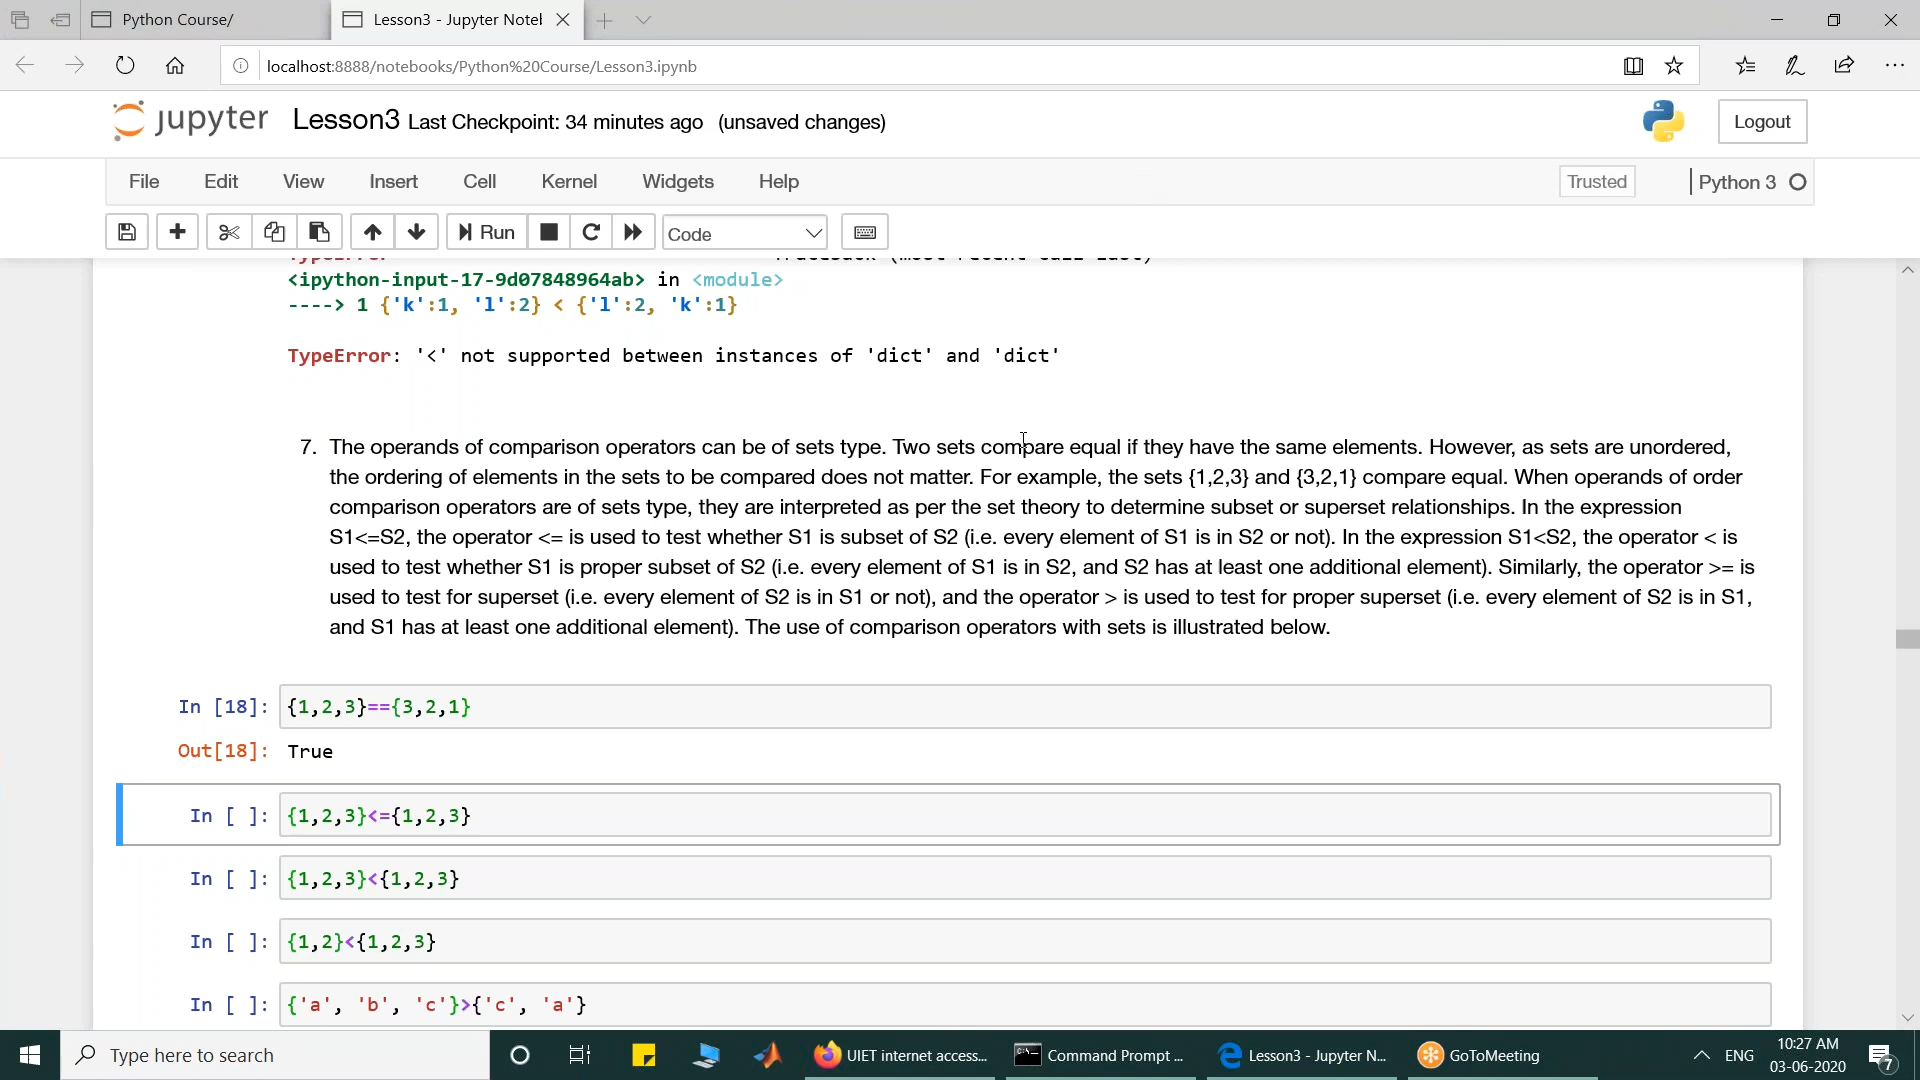 Python Course/
Lesson3 - Jupyter Notel
localhost:8888/notebooks/Python%20Course/Lesson3.ipynb
jupyter Lesson3 Last Checkpoint: 34 minutes ago (unsaved changes)
Logout
File Edit View Insert Cell Kernel Widgets Help
Trusted
Python 3
Run
Code
TypeError Traceback (most recent call last)
<ipython-input-17-9d07848964ab> in <module>
----> 1 {'k':1, 'l':2} < {'l':2, 'k':1}
TypeError: '<' not supported between instances of 'dict' and 'dict'
7. The operands of comparison operators can be of sets type. Two sets compare equal if they have the same elements. However, as sets are unordered,
the ordering of elements in the sets to be compared does not matter. For example, the sets {1,2,3} and {3,2,1} compare equal. When operands of order
comparison operators are of sets type, they are interpreted as per the set theory to determine subset or superset relationships. In the expression
S1<=S2, the operator <= is used to test whether S1 is subset of S2 (i.e. every element of S1 is in S2 or not). In the expression S1<S2, the operator < is
used to test whether S1 is proper subset of S2 (i.e. every element of S1 is in S2, and S2 has at least one additional element). Similarly, the operator >= is
used to test for superset (i.e. every element of S2 is in S1 or not), and the operator > is used to test for proper superset (i.e. every element of S2 is in S1,
and S1 has at least one additional element). The use of comparison operators with sets is illustrated below.
In [18]: {1,2,3}=={3,2,1}
Out[18]: True
In [ ]: {1,2,3}<={1,2,3}
In [ ]: {1,2,3}<{1,2,3}
In [ ]: {1,2}<{1,2,3}
In [ ]: {'a', 'b', 'c'}>{'c', 'a'}
Type here to search
UIET internet access...
Command Prompt ...
Lesson3 - Jupyter N...
GoToMeeting
ENG
10:27 AM
03-06-2020
7